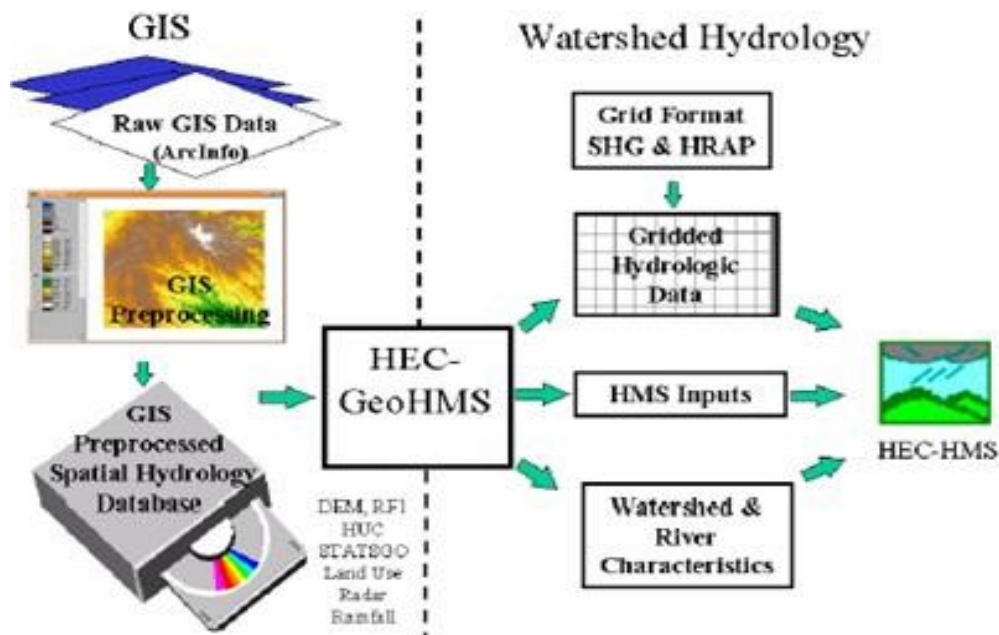 GIS
Watershed Hydrology
Raw GIS Data
(ArcInfo)
GIS
Preprocessing
GIS
Preprocessed
Spatial Hydrology
Database
HEC-
GeoHMS
DEM, RF1
HUC
STATSGO
Land Use
Radar
Rainfall
Grid Format
SHG & HRAP
Gridded
Hydrologic
Data
HMS Inputs
Watershed &
River
Characteristics
HEC-HMS